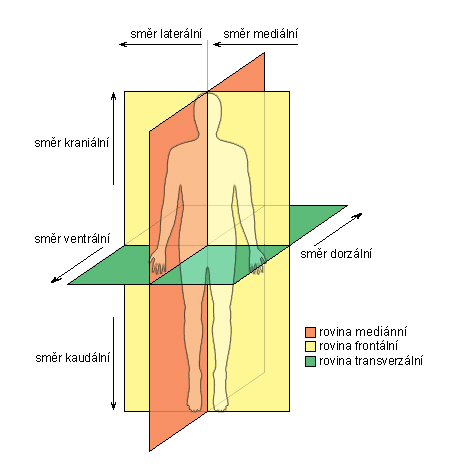 směr laterální
směr mediální
směr kraniální
směr ventrální
směr dorzální
směr kaudální
rovina mediánní
rovina frontální
rovina transverzální